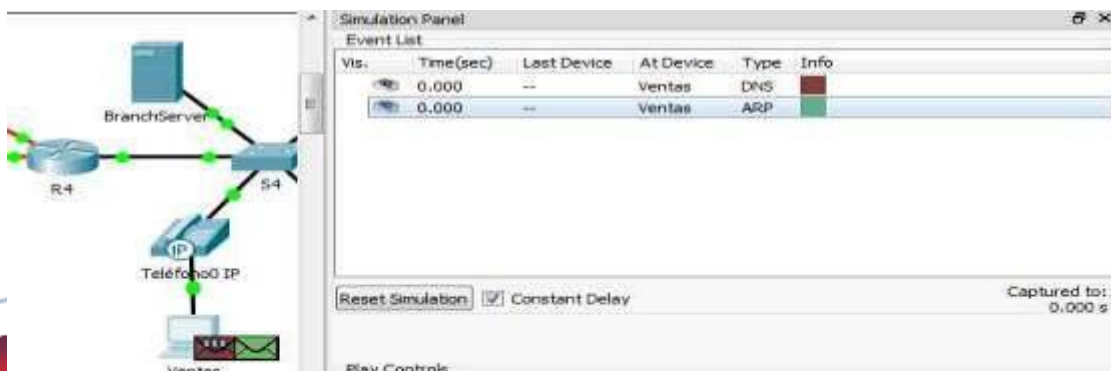 Simulation Panel
Event List
Vis. Time(sec) Last Device At Device Type Info
0.000 -- Ventas DNS
0.000 -- Ventas ARP
BranchServer
R4
S4
IP
Teléfono0 IP
Ventas
Reset Simulation Constant Delay
Captured to:
0.000 s
Play Controls